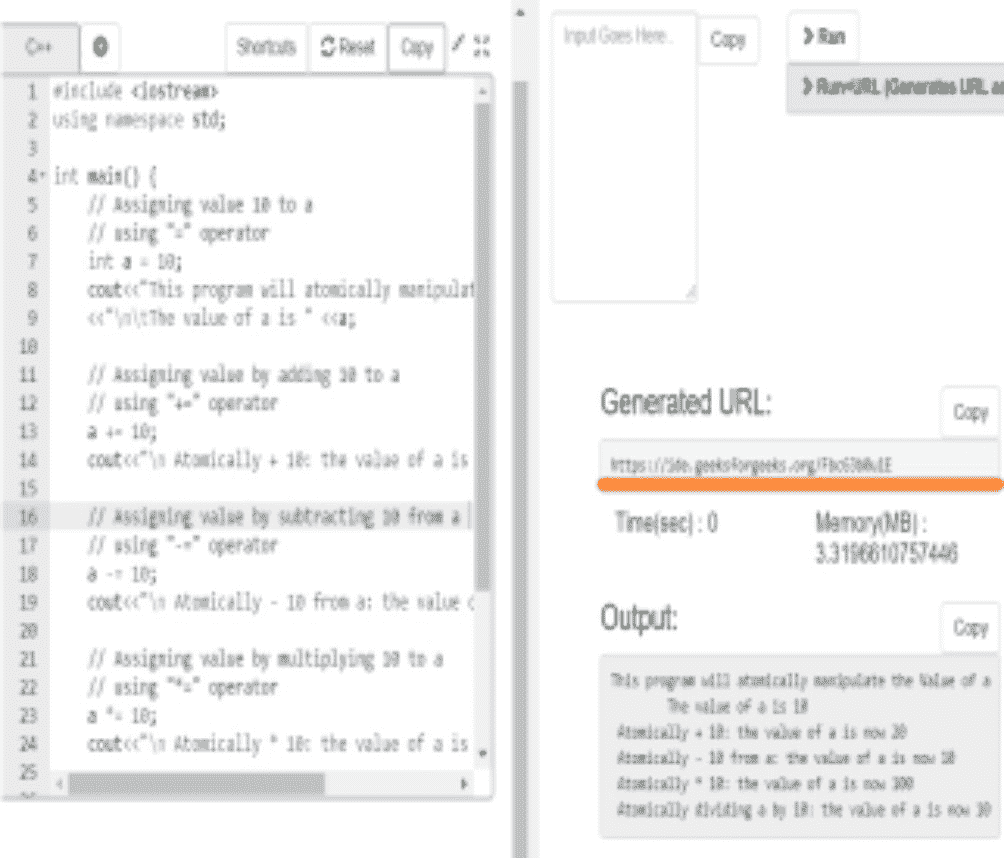 C++
Shortcuts
Reset
Copy
1 #include <iostream>
2 using namespace std;
3
4 int main() {
5 // Assigning value 10 to a
6 // using "=" operator
7 int a = 10;
8 cout<<"This program will atomically manipulat
9 <<"\n\tThe value of a is " <<a;
10
11 // Assigning value by adding 10 to a
12 // using "+=" operator
13 a += 10;
14 cout<<"\n Atomically + 10: the value of a is
15
16 // Assigning value by subtracting 10 from a
17 // using "-=" operator
18 a -= 10;
19 cout<<"\n Atomically - 10 from a: the value o
20
21 // Assigning value by multiplying 10 to a
22 // using "*=" operator
23 a *= 10;
24 cout<<"\n Atomically * 10: the value of a is
25
Input Goes Here..
Copy
Run
Run+URL (Generates URL as
Generated URL:
Copy
Time(sec) : 0
Memory(MB) :
3.3196610757446
Output:
Copy
This program will atomically manipulate the Value of a
The value of a is 10
Atomically + 10: the value of a is now 20
Atomically - 10 from a: the value of a is now 10
Atomically * 10: the value of a is now 100
Atomically dividing a by 10: the value of a is now 10